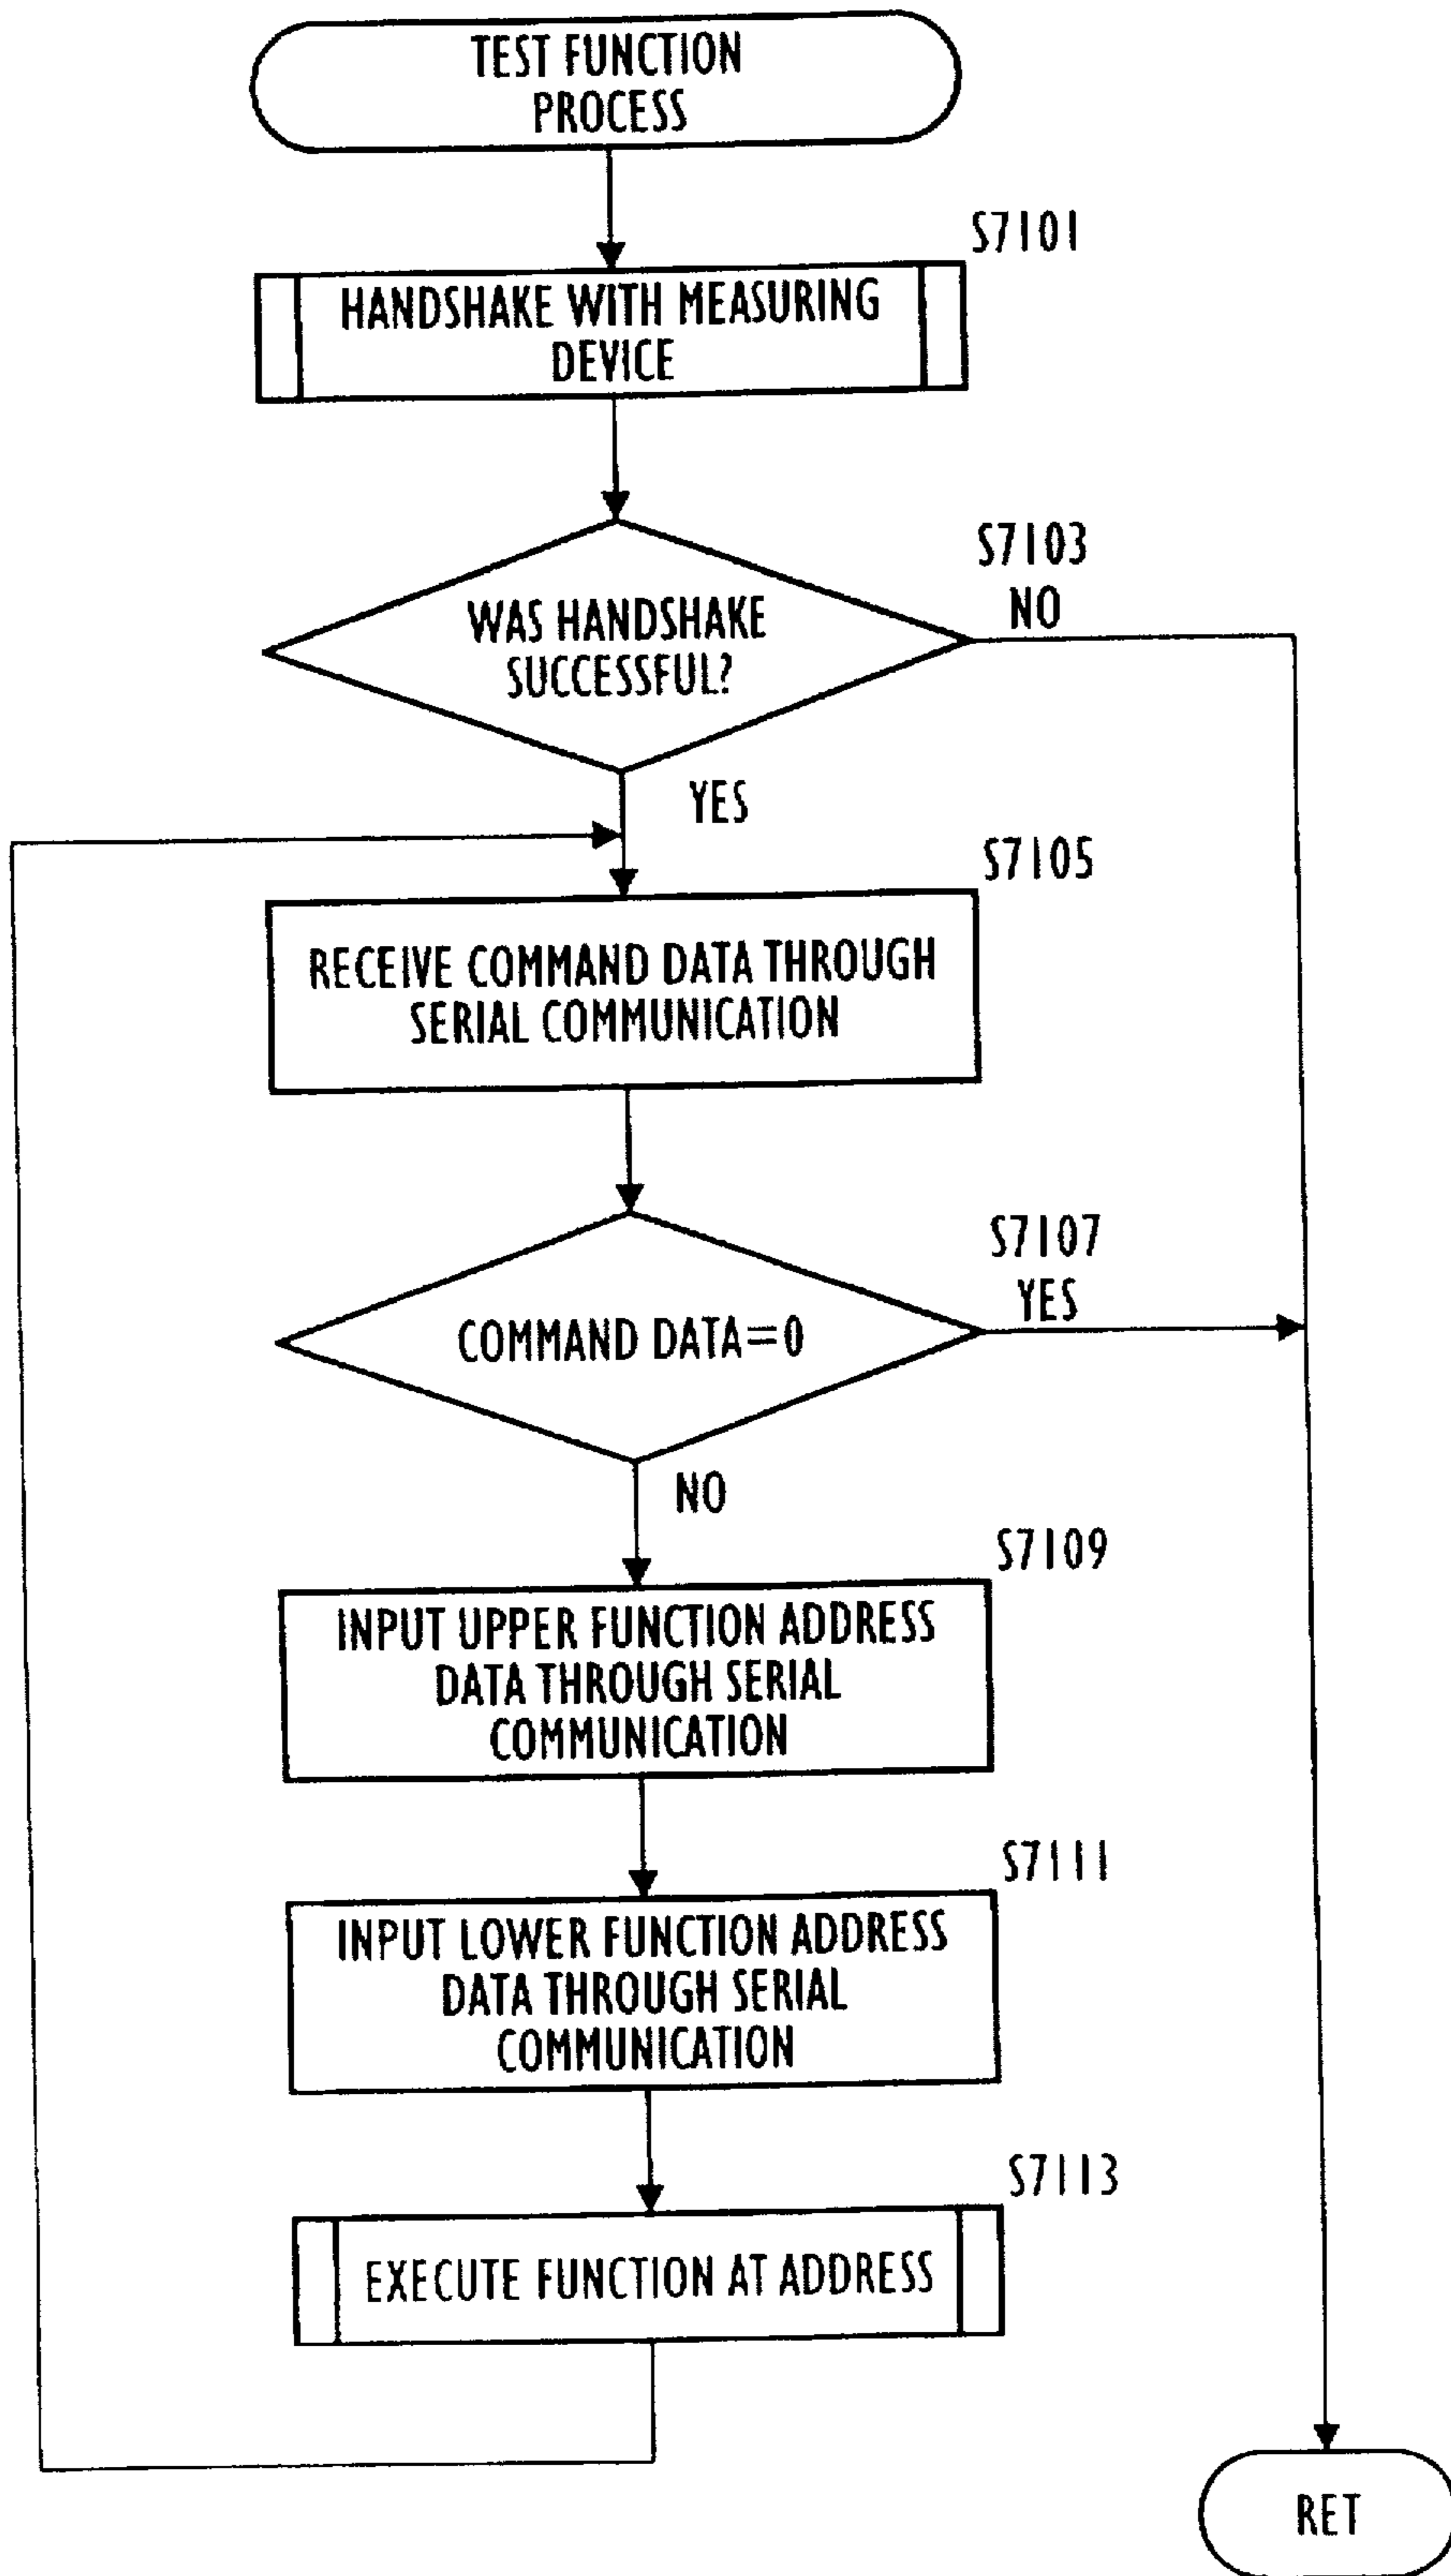 TEST FUNCTION
PROCESS
S7101
HANDSHAKE WITH MEASURING
DEVICE
S7103
NO
WAS HANDSHAKE
SUCCESSFUL?
YES
S7105
RECEIVE COMMAND DATA THROUGH
SERIAL COMMUNICATION
S7107
YES
COMMAND DATA=0
NO
S7109
INPUT UPPER FUNCTION ADDRESS
DATA THROUGH SERIAL
COMMUNICATION
S7111
INPUT LOWER FUNCTION ADDRESS
DATA THROUGH SERIAL
COMMUNICATION
S7113
EXECUTE FUNCTION AT ADDRESS
RET